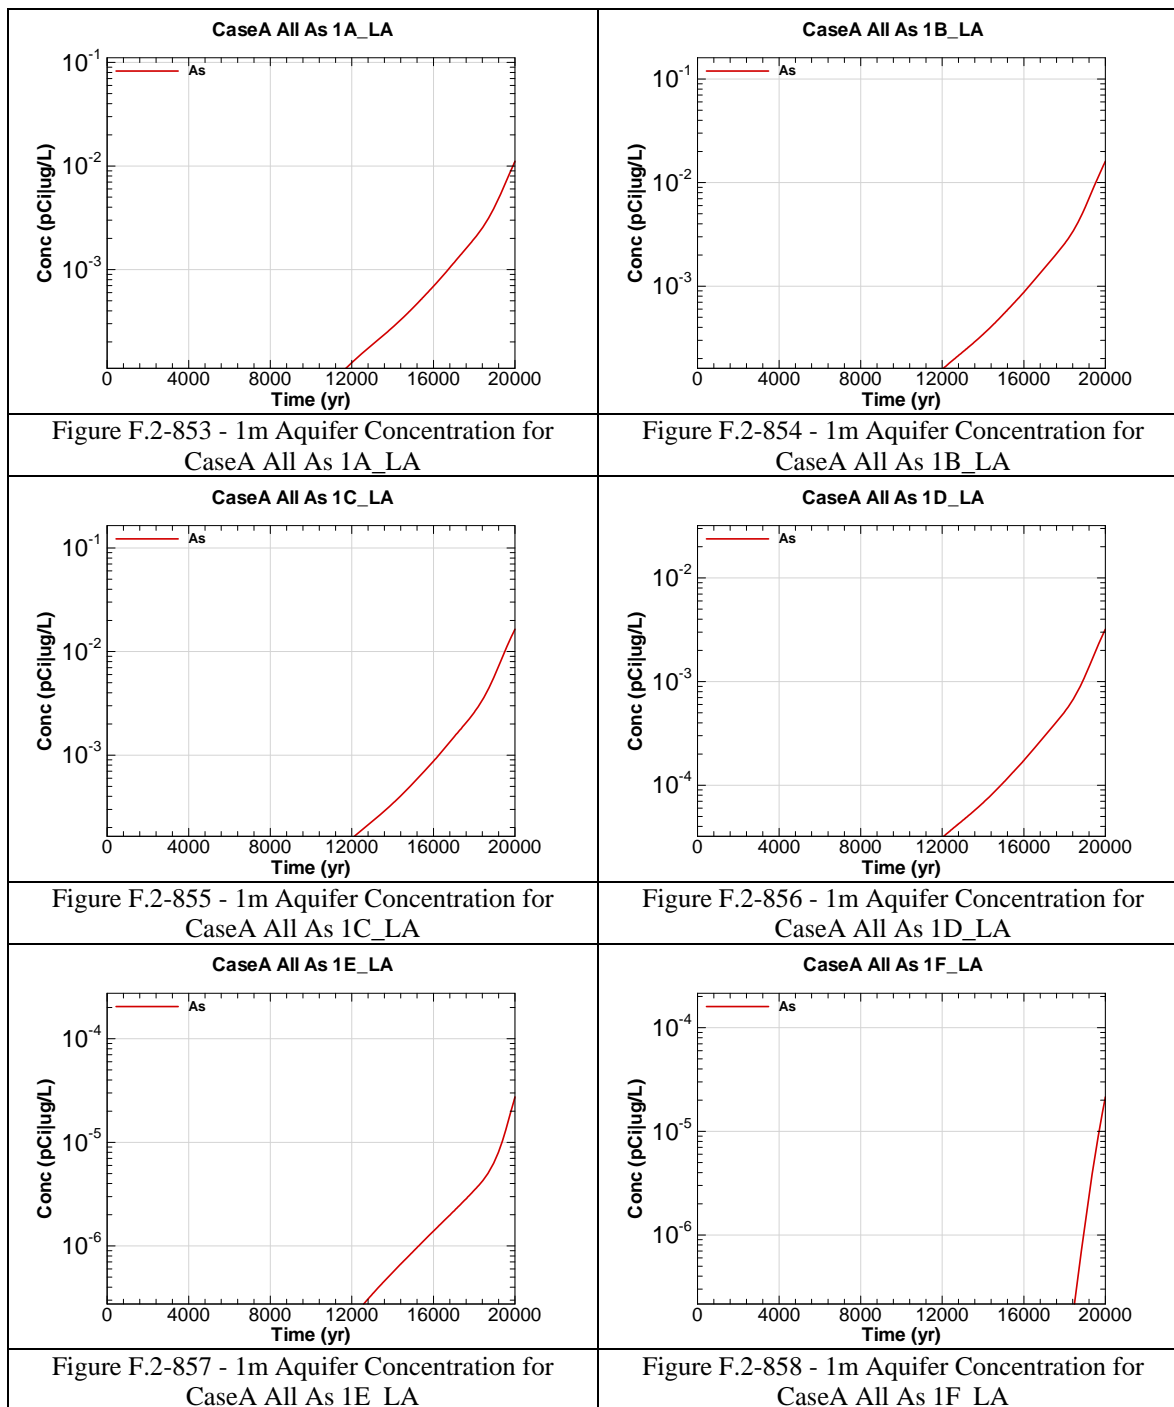 CaseA All As 1A_LA
As
10-1
10-2
10-3
Conc (pCi|ug/L)
0 4000 8000 12000 16000 20000
Time (yr)
Figure F.2-853 - 1m Aquifer Concentration for
CaseA All As 1A_LA
CaseA All As 1B_LA
As
10-1
10-2
10-3
Conc (pCi|ug/L)
0 4000 8000 12000 16000 20000
Time (yr)
Figure F.2-854 - 1m Aquifer Concentration for
CaseA All As 1B_LA
CaseA All As 1C_LA
As
10-1
10-2
10-3
Conc (pCi|ug/L)
0 4000 8000 12000 16000 20000
Time (yr)
Figure F.2-855 - 1m Aquifer Concentration for
CaseA All As 1C_LA
CaseA All As 1D_LA
As
10-2
10-3
10-4
Conc (pCi|ug/L)
0 4000 8000 12000 16000 20000
Time (yr)
Figure F.2-856 - 1m Aquifer Concentration for
CaseA All As 1D_LA
CaseA All As 1E_LA
As
10-4
10-5
10-6
Conc (pCi|ug/L)
0 4000 8000 12000 16000 20000
Time (yr)
Figure F.2-857 - 1m Aquifer Concentration for
CaseA All As 1E_LA
CaseA All As 1F_LA
As
10-4
10-5
10-6
Conc (pCi|ug/L)
0 4000 8000 12000 16000 20000
Time (yr)
Figure F.2-858 - 1m Aquifer Concentration for
CaseA All As 1F_LA